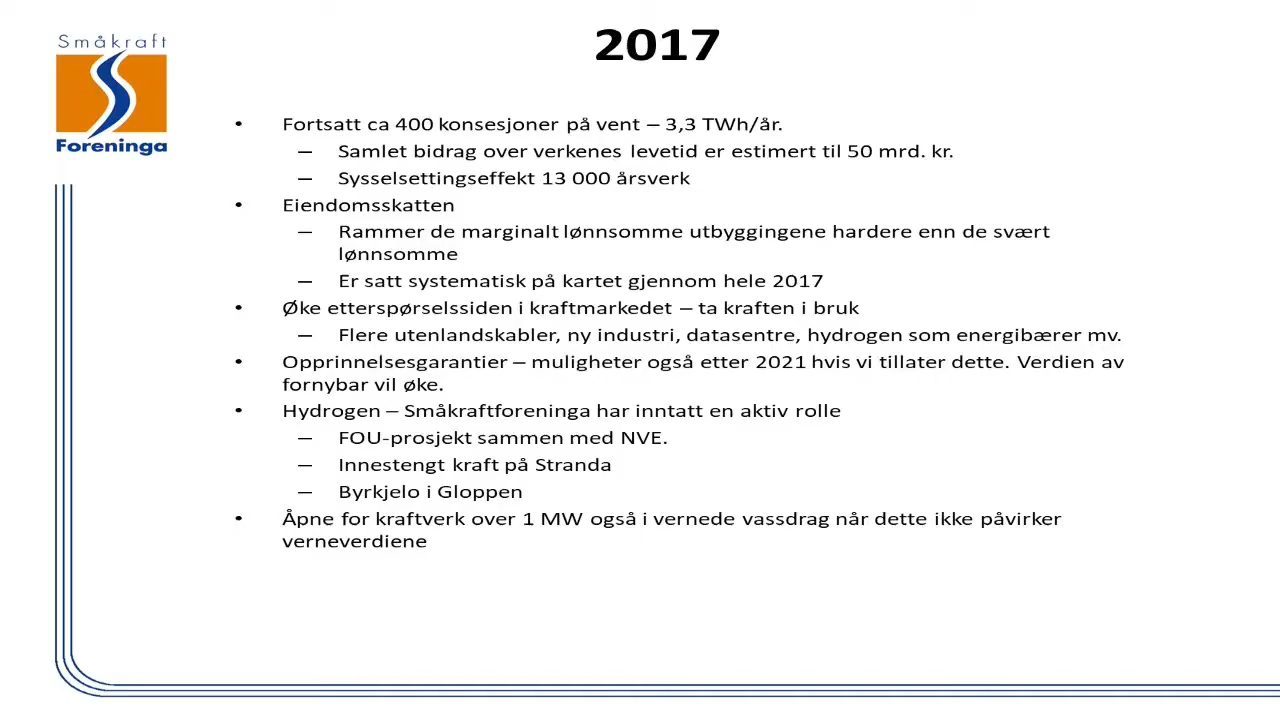 Småkraft
Foreninga
2017
• Fortsatt ca 400 konsesjoner på vent – 3,3 TWh/år.
– Samlet bidrag over verkenes levetid er estimert til 50 mrd. kr.
– Sysselsettingseffekt 13 000 årsverk
• Eiendomsskatten
– Rammer de marginalt lønnsomme utbyggingene hardere enn de svært
lønnsomme
– Er satt systematisk på kartet gjennom hele 2017
• Øke etterspørselssiden i kraftmarkedet – ta kraften i bruk
– Flere utenlandskabler, ny industri, datasentre, hydrogen som energibærer mv.
• Opprinnelsesgarantier – muligheter også etter 2021 hvis vi tillater dette. Verdien av
fornybar vil øke.
• Hydrogen – Småkraftforeninga har inntatt en aktiv rolle
– FOU-prosjekt sammen med NVE.
– Innestengt kraft på Stranda
– Byrkjelo i Gloppen
• Åpne for kraftverk over 1 MW også i vernede vassdrag når dette ikke påvirker
verneverdiene